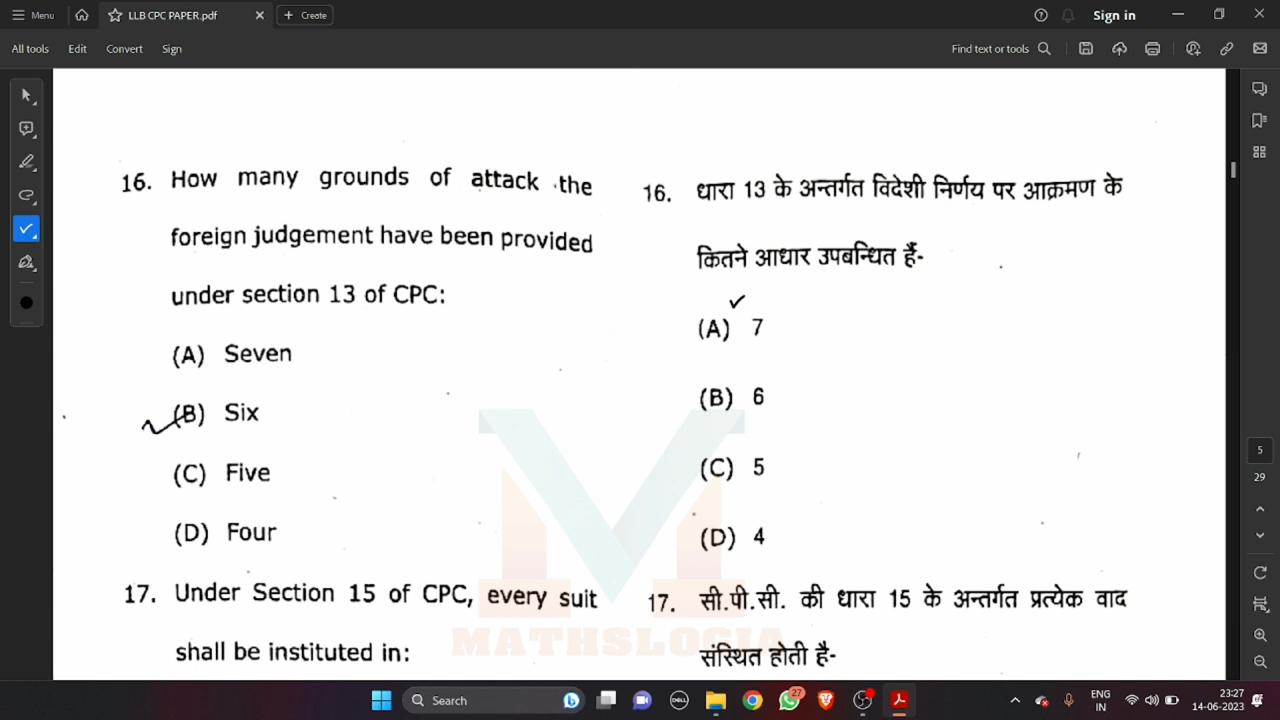 Menu
LLB CPC PAPER.pdf
Create
Sign in
All tools
Edit
Convert
Sign
Find text or tools
16. How many grounds of attack the
foreign judgement have been provided
under section 13 of CPC:
(A) Seven
(B) Six
(C) Five
(D) Four
17. Under Section 15 of CPC, every suit
shall be instituted in:
16. धारा 13 के अन्तर्गत विदेशी निर्णय पर आक्रमण के
कितने आधार उपबन्धित हैं-
(A) 7
(B) 6
(C) 5
(D) 4
17. सी.पी.सी. की धारा 15 के अन्तर्गत प्रत्येक वाद
संस्थित होती है-
MATHSLOGIA
5
29
Search
DELL
27
ENG
IN
23:27
14-06-2023